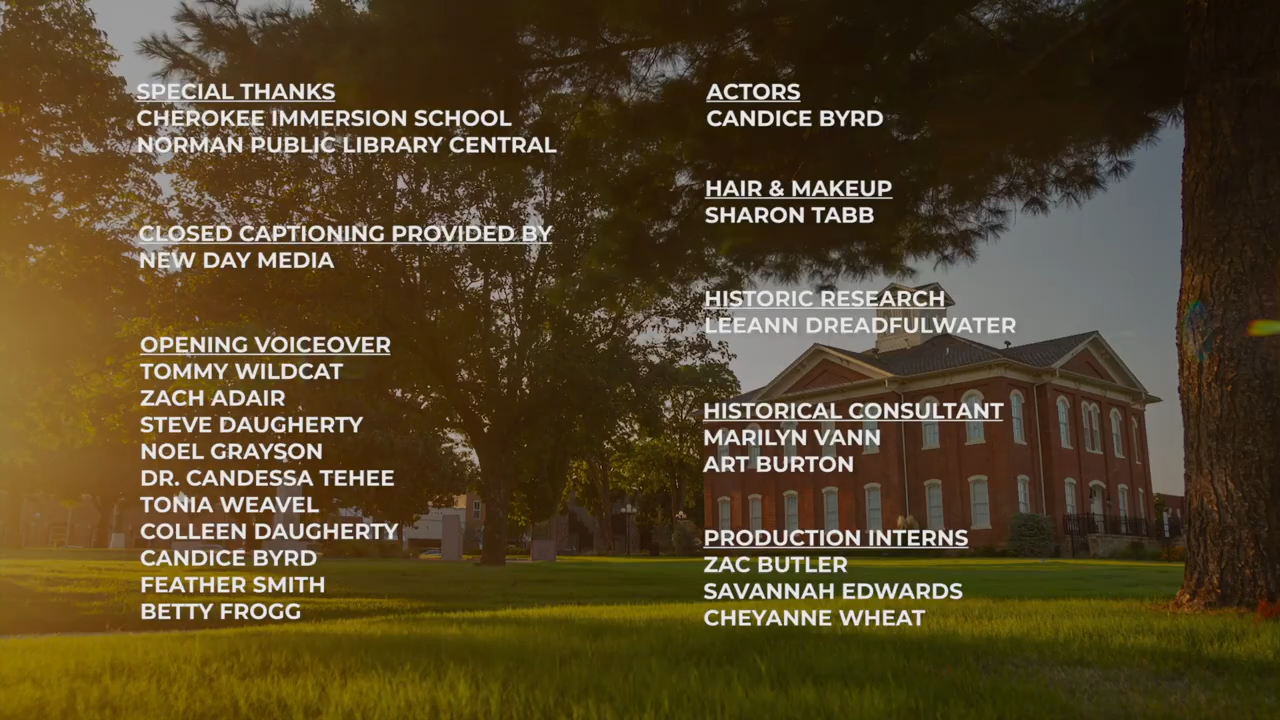 SPECIAL THANKS
CHEROKEE IMMERSION SCHOOL
NORMAN PUBLIC LIBRARY CENTRAL
CLOSED CAPTIONING PROVIDED BY
NEW DAY MEDIA
OPENING VOICEOVER
TOMMY WILDCAT
ZACH ADAIR
STEVE DAUGHERTY
NOEL GRAYSON
DR. CANDESSA TEHEE
TONIA WEAVEL
COLLEEN DAUGHERTY
CANDICE BYRD
FEATHER SMITH
BETTY FROGG
ACTORS
CANDICE BYRD
HAIR & MAKEUP
SHARON TABB
HISTORIC RESEARCH
LEEANN DREADFULWATER
HISTORICAL CONSULTANT
MARILYN VANN
ART BURTON
PRODUCTION INTERNS
ZAC BUTLER
SAVANNAH EDWARDS
CHEYANNE WHEAT